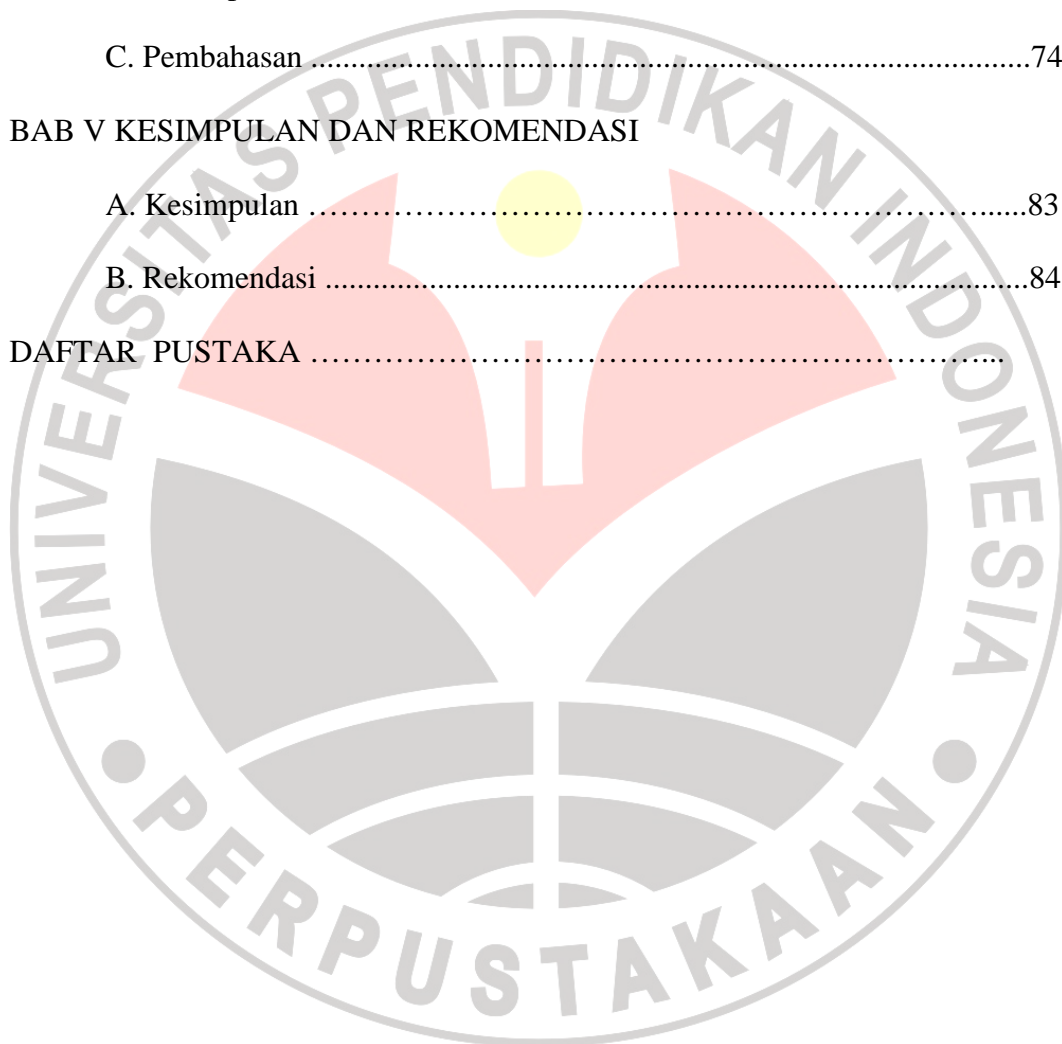 C. Pembahasan ............................................................................................74
BAB V KESIMPULAN DAN REKOMENDASI
A. Kesimpulan …………………………………………………………......83
B. Rekomendasi ..........................................................................................84
DAFTAR PUSTAKA …………………………………………………………..
UNIVERSITAS PENDIDIKAN INDONESIA
PERPUSTAKAAN